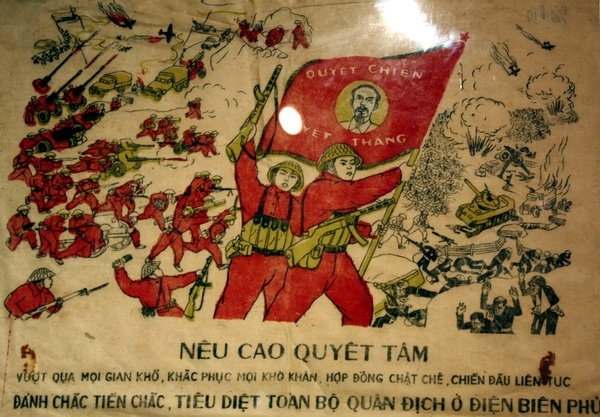 QUYẾT CHIẾN
QUYẾT THẮNG
NÊU CAO QUYẾT TÂM
VƯỢT QUA MỌI GIAN KHỔ, KHẮC PHỤC MỌI KHÓ KHĂN, HỢP ĐỒNG CHẶT CHẼ, CHIẾN ĐẤU LIÊN TỤC
ĐÁNH CHẮC TIẾN CHẮC, TIÊU DIỆT TOÀN BỘ QUÂN ĐỊCH Ở ĐIỆN BIÊN PHỦ